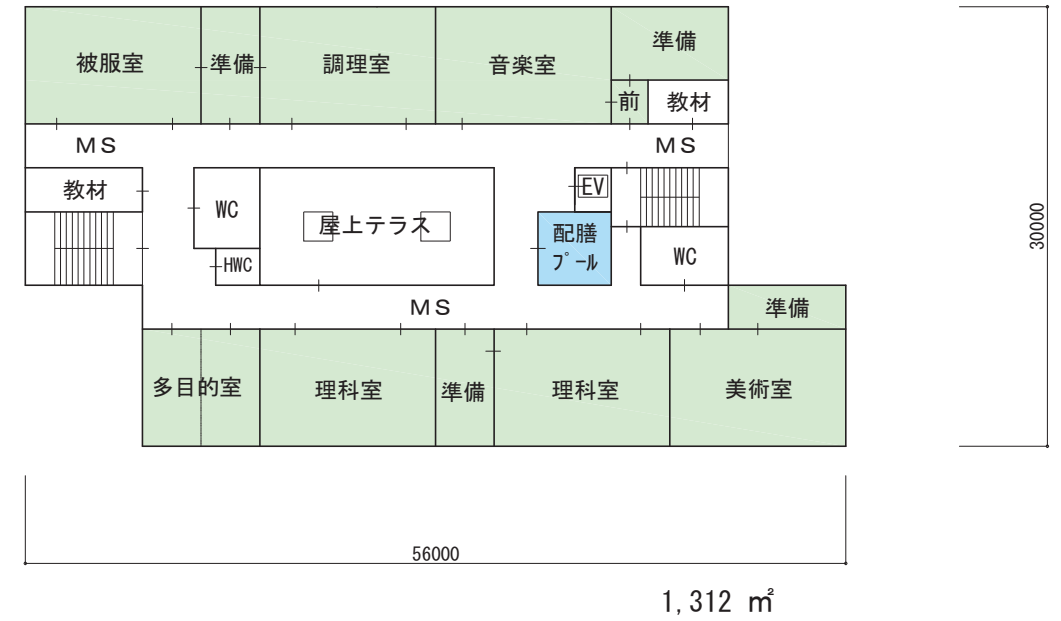 被服室
準備
調理室
音楽室
準備
前
教材
MS
MS
教材
WC
HWC
屋上テラス
EV
配膳
プール
WC
MS
準備
多目的室
理科室
準備
理科室
美術室
30000
56000
1,312 ㎡